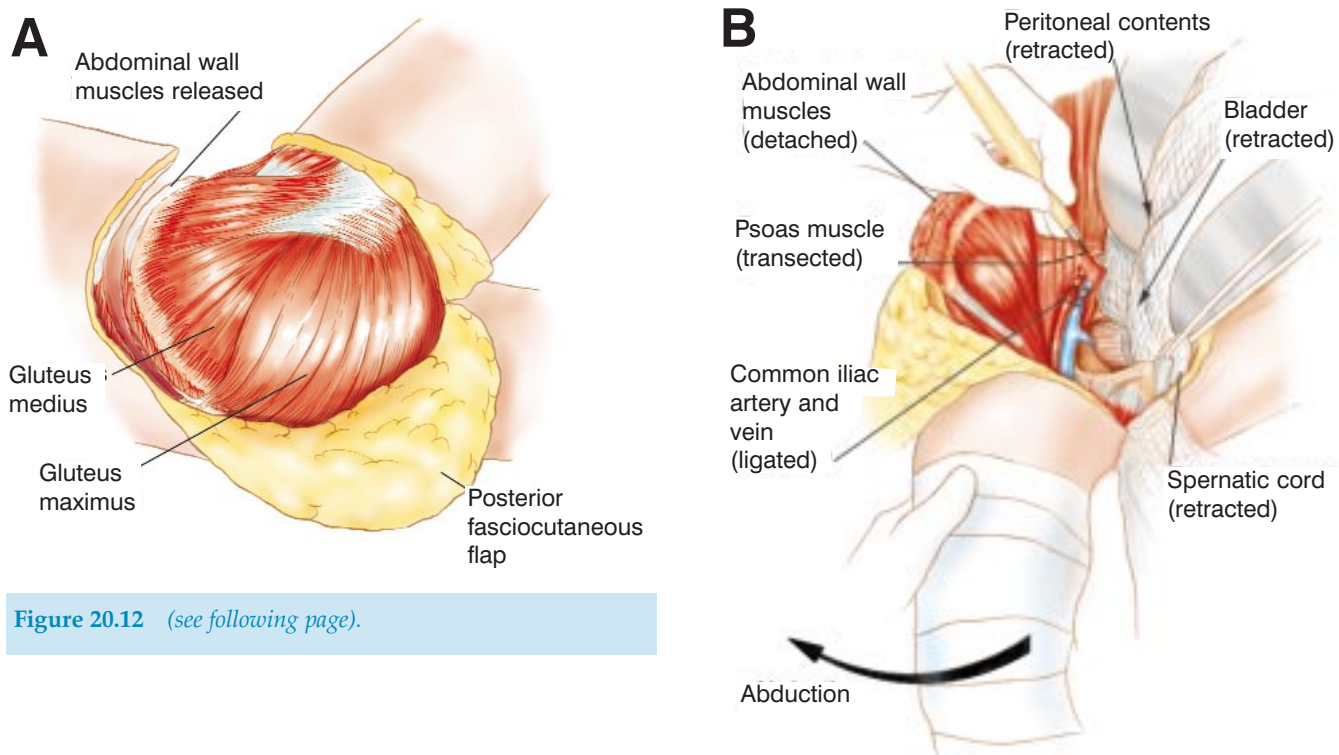 A
Abdominal wall
muscles released
Gluteus
medius
Gluteus
maximus
Posterior
fasciocutaneous
flap
Figure 20.12 (see following page).
B
Peritoneal contents
(retracted)
Abdominal wall
muscles
(detached)
Bladder
(retracted)
Psoas muscle
(transected)
Common iliac
artery and
vein
(ligated)
Spernatic cord
(retracted)
Abduction